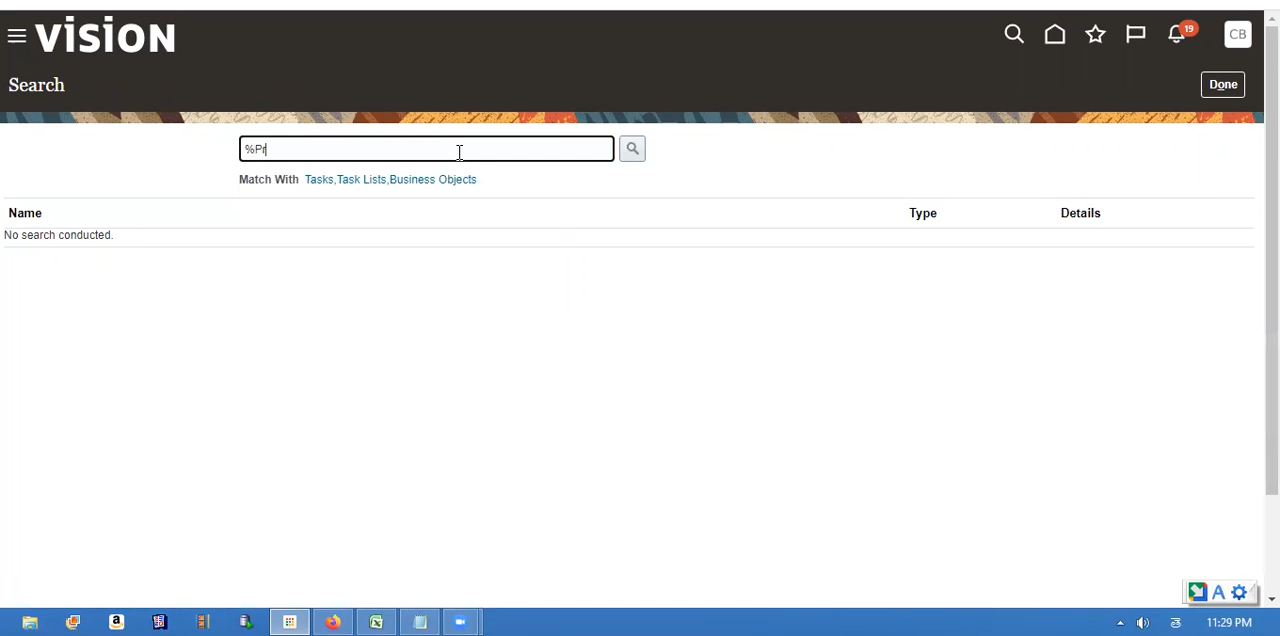 vision
19
CB
Search
Done
%Pr
Match With Tasks,Task Lists,Business Objects
Name Type Details
No search conducted.
A
a
11:29 PM